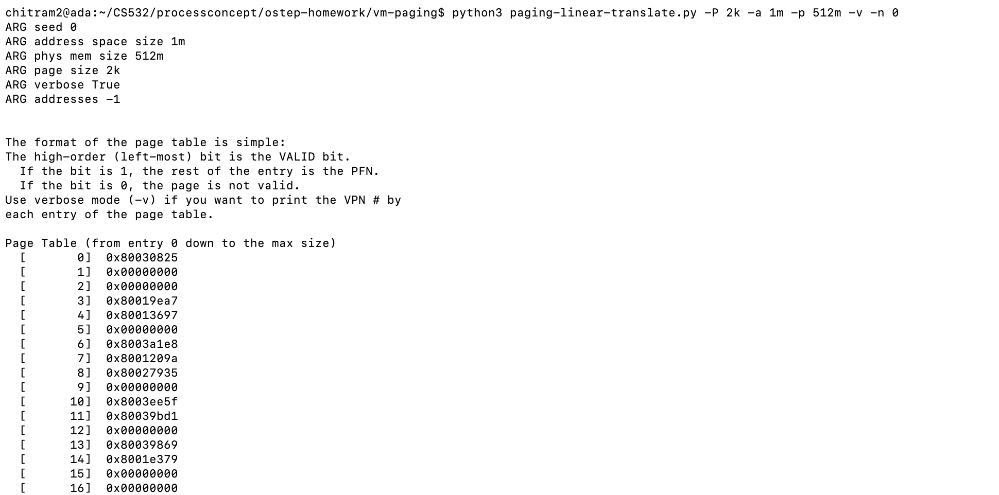 chitram2@ada:~/CS532/processconcept/ostep-homework/vm-paging$ python3 paging-linear-translate.py -P 2k -a 1m -p 512m -v -n 0
ARG seed 0
ARG address space size 1m
ARG phys mem size 512m
ARG page size 2k
ARG verbose True
ARG addresses -1
The format of the page table is simple:
The high-order (left-most) bit is the VALID bit.
  If the bit is 1, the rest of the entry is the PFN.
  If the bit is 0, the page is not valid.
Use verbose mode (-v) if you want to print the VPN # by
each entry of the page table.
Page Table (from entry 0 down to the max size)
  [       0]  0x80030825
  [       1]  0x00000000
  [       2]  0x00000000
  [       3]  0x80019ea7
  [       4]  0x80013697
  [       5]  0x00000000
  [       6]  0x8003a1e8
  [       7]  0x8001209a
  [       8]  0x80027935
  [       9]  0x00000000
  [      10]  0x8003ee5f
  [      11]  0x80039bd1
  [      12]  0x00000000
  [      13]  0x80039869
  [      14]  0x8001e379
  [      15]  0x00000000
  [      16]  0x00000000